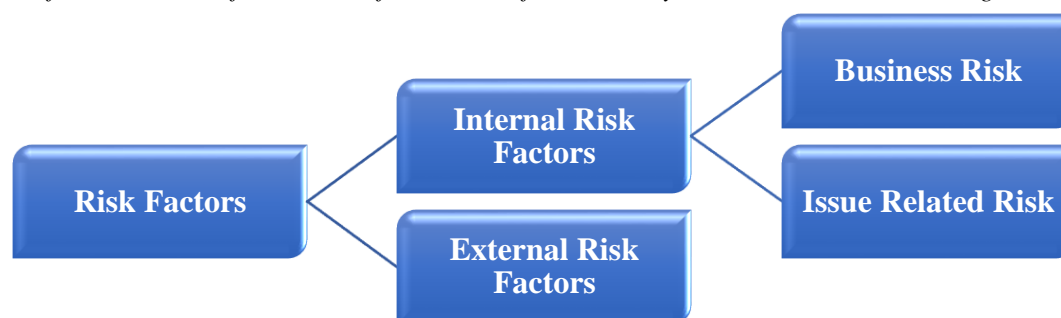 Business Risk
Internal Risk
Factors
Risk Factors
Issue Related Risk
External Risk
Factors